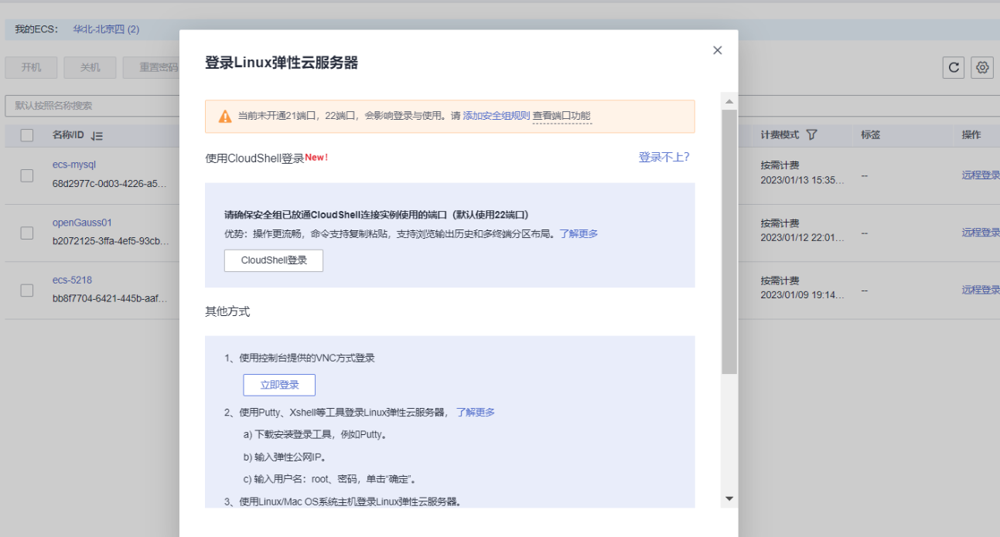 我的ECS： 华北-北京四 (2)
开机 关机 重置密码
默认按照名称搜索
名称/ID 计费模式 标签 操作
ecs-mysql
68d2977c-0d03-4226-a5...
按需计费
2023/01/13 15:35...
--
远程登录
openGauss01
b2072125-3ffa-4ef5-93cb...
按需计费
2023/01/12 22:01...
--
远程登录
ecs-5218
bb8f7704-6421-445b-aaf...
按需计费
2023/01/09 19:14...
--
远程登录
登录Linux弹性云服务器
当前未开通21端口，22端口，会影响登录与使用。请 添加安全组规则 查看端口功能
使用CloudShell登录New! 登录不上?
请确保安全组已放通CloudShell连接实例使用的端口（默认使用22端口）
优势：操作更流畅，命令支持复制粘贴，支持浏览输出历史和多终端分区布局。了解更多
CloudShell登录
其他方式
1、使用控制台提供的VNC方式登录
立即登录
2、使用Putty、Xshell等工具登录Linux弹性云服务器， 了解更多
a) 下载安装登录工具，例如Putty。
b) 输入弹性公网IP。
c) 输入用户名：root、密码，单击“确定”。
3、使用Linux/Mac OS系统主机登录Linux弹性云服务器。